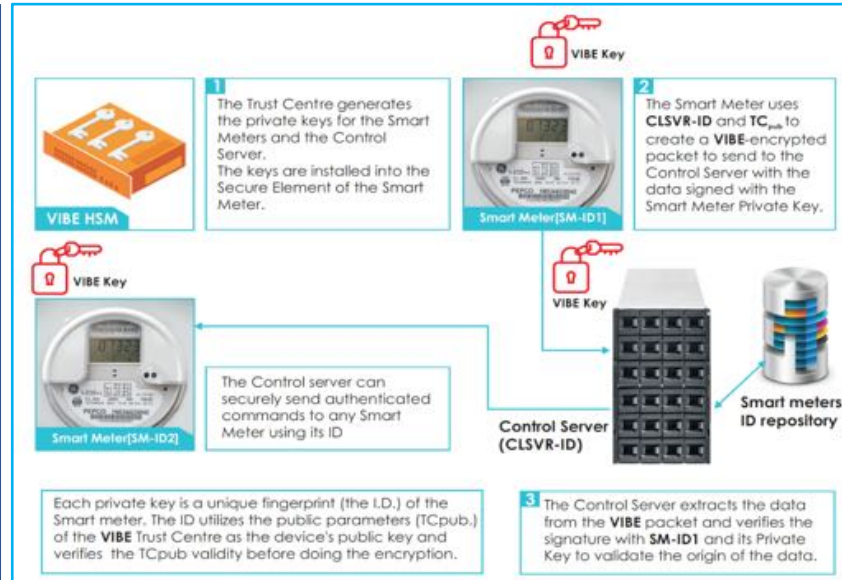 VIBE Key
1
The Trust Centre generates
the private keys for the Smart
Meters and the Control
Server.
The keys are installed into the
Secure Element of the Smart
Meter.
VIBE HSM
07323
PEPCO
Smart Meter[SM-ID1]
2
The Smart Meter uses
CLSVR-ID and TCpub to
create a VIBE-encrypted
packet to send to the
Control Server with the
data signed with the
Smart Meter Private Key.
VIBE Key
VIBE Key
07323
PEPCO
Smart Meter[SM-ID2]
The Control server can
securely send authenticated
commands to any Smart
Meter using its ID
Control Server
(CLSVR-ID)
Smart meters
ID repository
Each private key is a unique fingerprint (the I.D.) of the
Smart meter. The ID utilizes the public parameters (TCpub.)
of the VIBE Trust Centre as the device's public key and
verifies the TCpub validity before doing the encryption.
3
The Control Server extracts the data
from the VIBE packet and verifies the
signature with SM-ID1 and its Private
Key to validate the origin of the data.